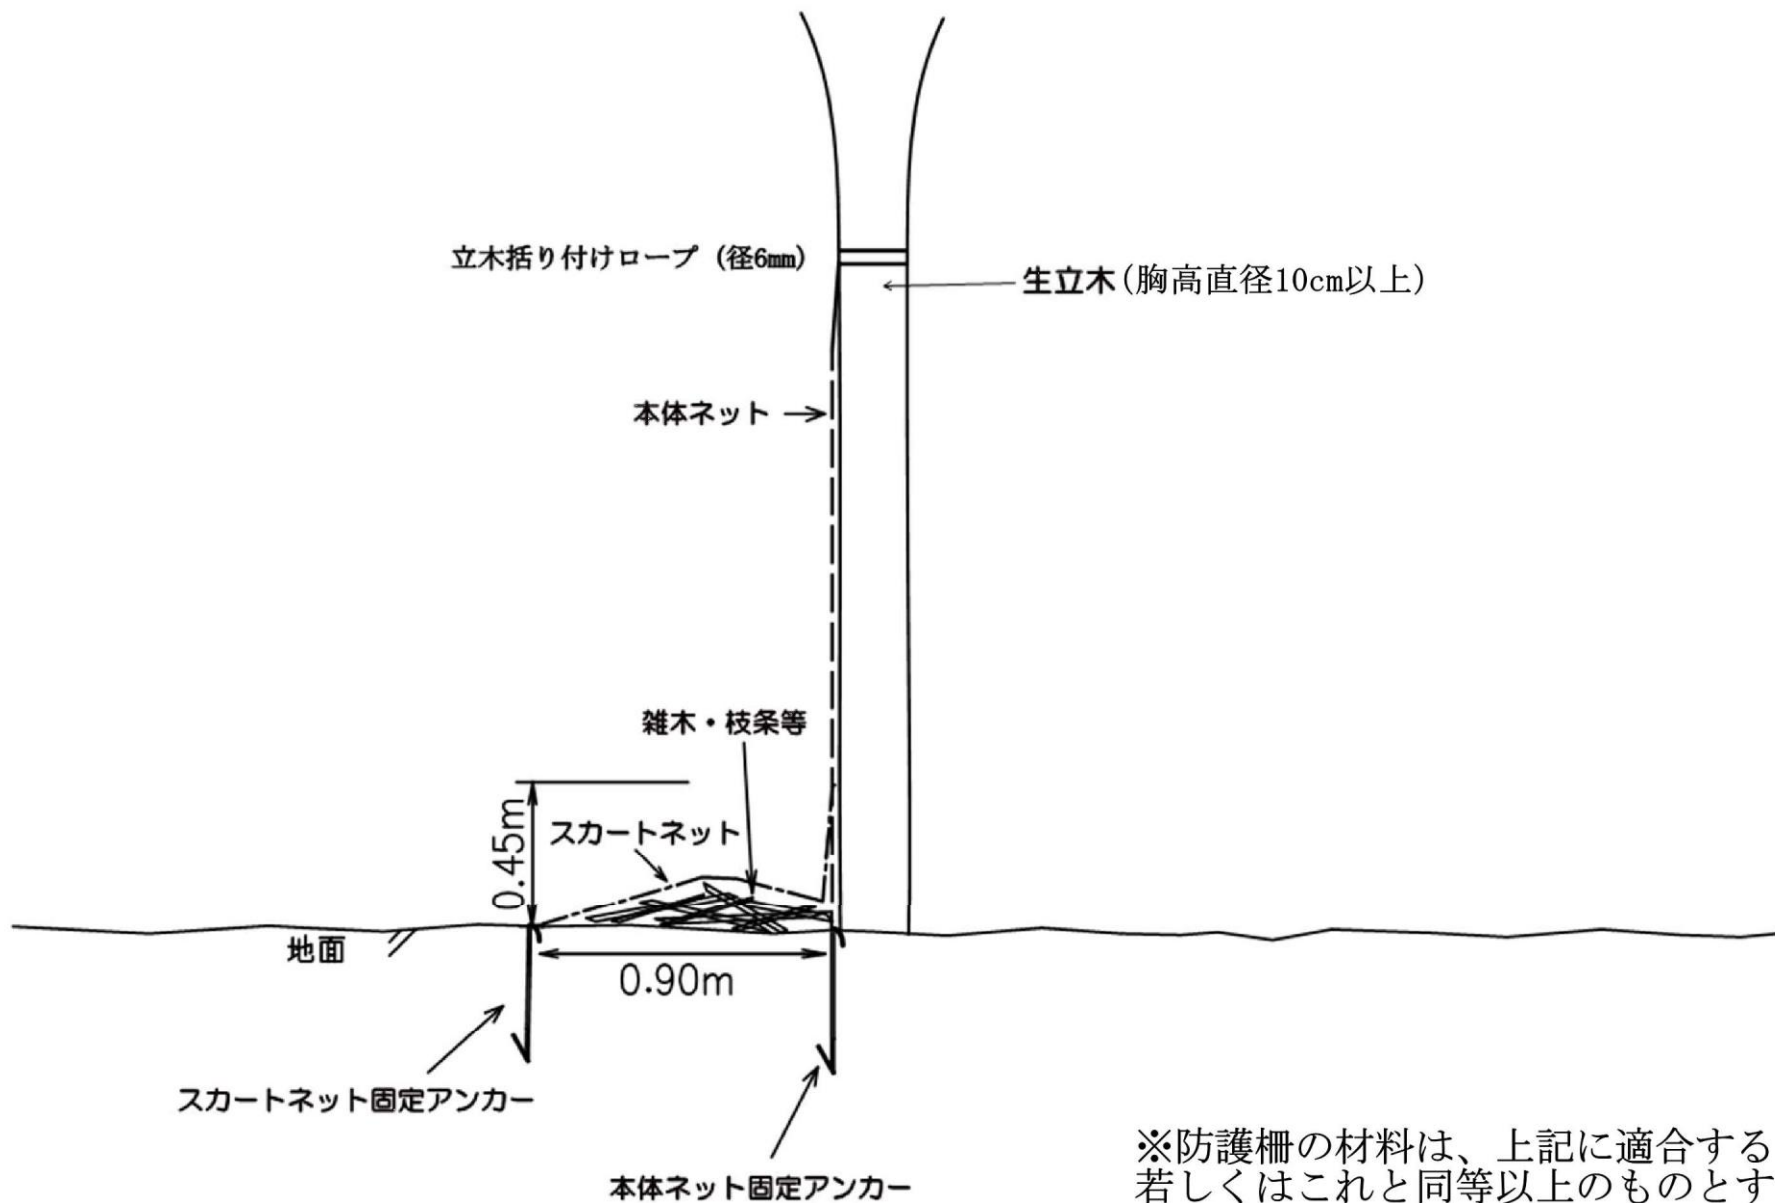 立木括り付けロープ（径6mm）
生立木(胸高直径10cm以上)
本体ネット
雑木・枝条等
0.45m
スカートネット
地面
0.90m
スカートネット固定アンカー
本体ネット固定アンカー
※防護柵の材料は、上記に適合する
若しくはこれと同等以上のものとす